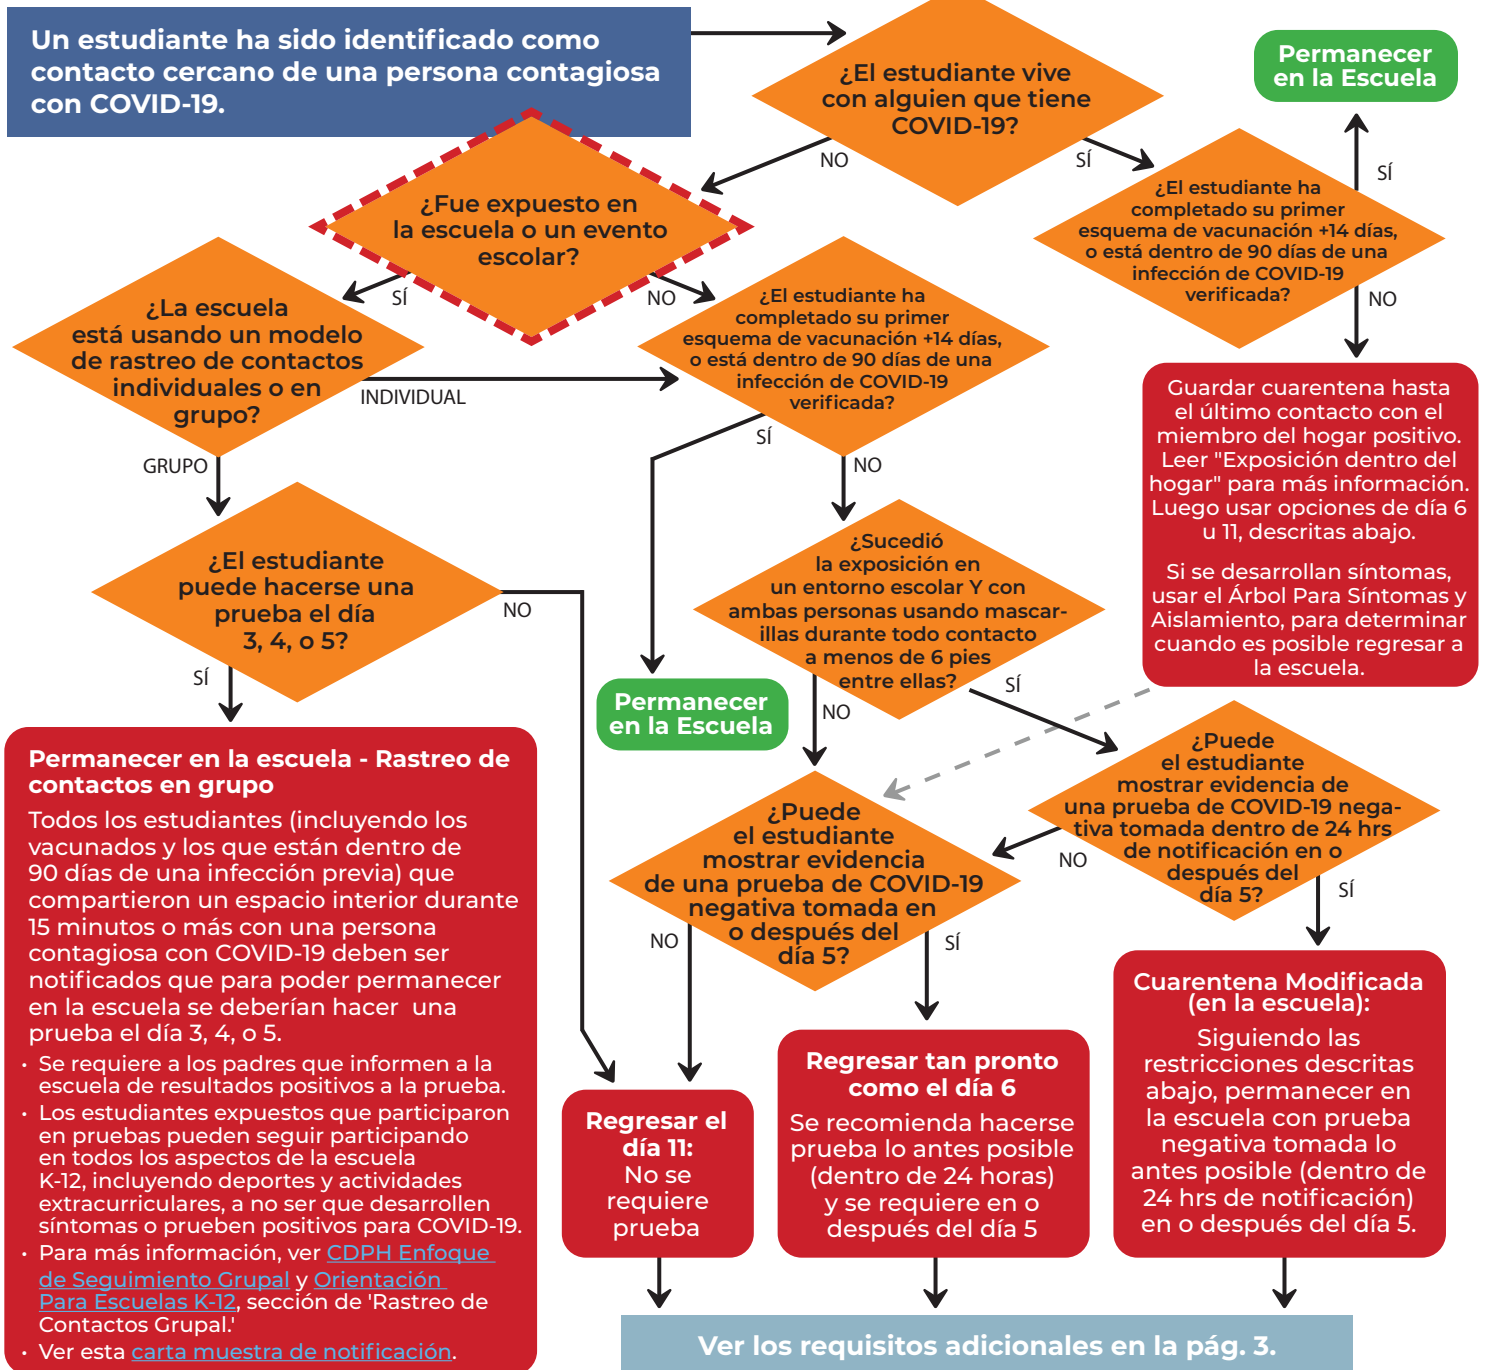 Un estudiante ha sido identificado como
contacto cercano de una persona contagiosa
con COVID-19.
¿El estudiante vive
con alguien que tiene
COVID-19?
NO
SÍ
Permanecer
en la Escuela
SÍ
¿El estudiante ha
completado su primer
esquema de vacunación +14 días,
o está dentro de 90 días de una
infección de COVID-19
verificada?
NO
Guardar cuarentena hasta
el último contacto con el
miembro del hogar positivo.
Leer "Exposición dentro del
hogar" para más información.
Luego usar opciones de día 6
u 11, descritas abajo.
Si se desarrollan síntomas,
usar el Árbol Para Síntomas y
Aislamiento, para determinar
cuando es posible regresar a
la escuela.
¿Fue expuesto en
la escuela o un evento
escolar?
SÍ
NO
¿La escuela
está usando un modelo
de rastreo de contactos
individuales o en
grupo?
INDIVIDUAL
GRUPO
¿El estudiante ha
completado su primer
esquema de vacunación +14 días,
o está dentro de 90 días de una
infección de COVID-19
verificada?
SÍ
NO
¿El estudiante
puede hacerse una
prueba el día
3, 4, o 5?
NO
SÍ
¿Sucedió
la exposición en
un entorno escolar Y con
ambas personas usando mascar-
illas durante todo contacto
a menos de 6 pies
entre ellas?
NO
SÍ
Permanecer
en la Escuela
¿Puede
el estudiante
mostrar evidencia de
una prueba de COVID-19 nega-
tiva tomada dentro de 24 hrs
de notificación en o
después del
día 5?
NO
SÍ
¿Puede
el estudiante
mostrar evidencia
de una prueba de COVID-19
negativa tomada en
o después del
día 5?
NO
SÍ
Permanecer en la escuela - Rastreo de
contactos en grupo
Todos los estudiantes (incluyendo los
vacunados y los que están dentro de
90 días de una infección previa) que
compartieron un espacio interior durante
15 minutos o más con una persona
contagiosa con COVID-19 deben ser
notificados que para poder permanecer
en la escuela se deberían hacer una
prueba el día 3, 4, o 5.
• Se requiere a los padres que informen a la
escuela de resultados positivos a la prueba.
• Los estudiantes expuestos que participaron
en pruebas pueden seguir participando
en todos los aspectos de la escuela
K-12, incluyendo deportes y actividades
extracurriculares, a no ser que desarrollen
síntomas o prueben positivos para COVID-19.
• Para más información, ver CDPH Enfoque
de Seguimiento Grupal y Orientación
Para Escuelas K-12, sección de 'Rastreo de
Contactos Grupal.'
• Ver esta carta muestra de notificación.
Regresar el
día 11:
No se
requiere
prueba
Regresar tan pronto
como el día 6
Se recomienda hacerse
prueba lo antes posible
(dentro de 24 horas)
y se requiere en o
después del día 5
Cuarentena Modificada
(en la escuela):
Siguiendo las
restricciones descritas
abajo, permanecer en
la escuela con prueba
negativa tomada lo
antes posible (dentro de
24 hrs de notificación)
en o después del día 5.
Ver los requisitos adicionales en la pág. 3.